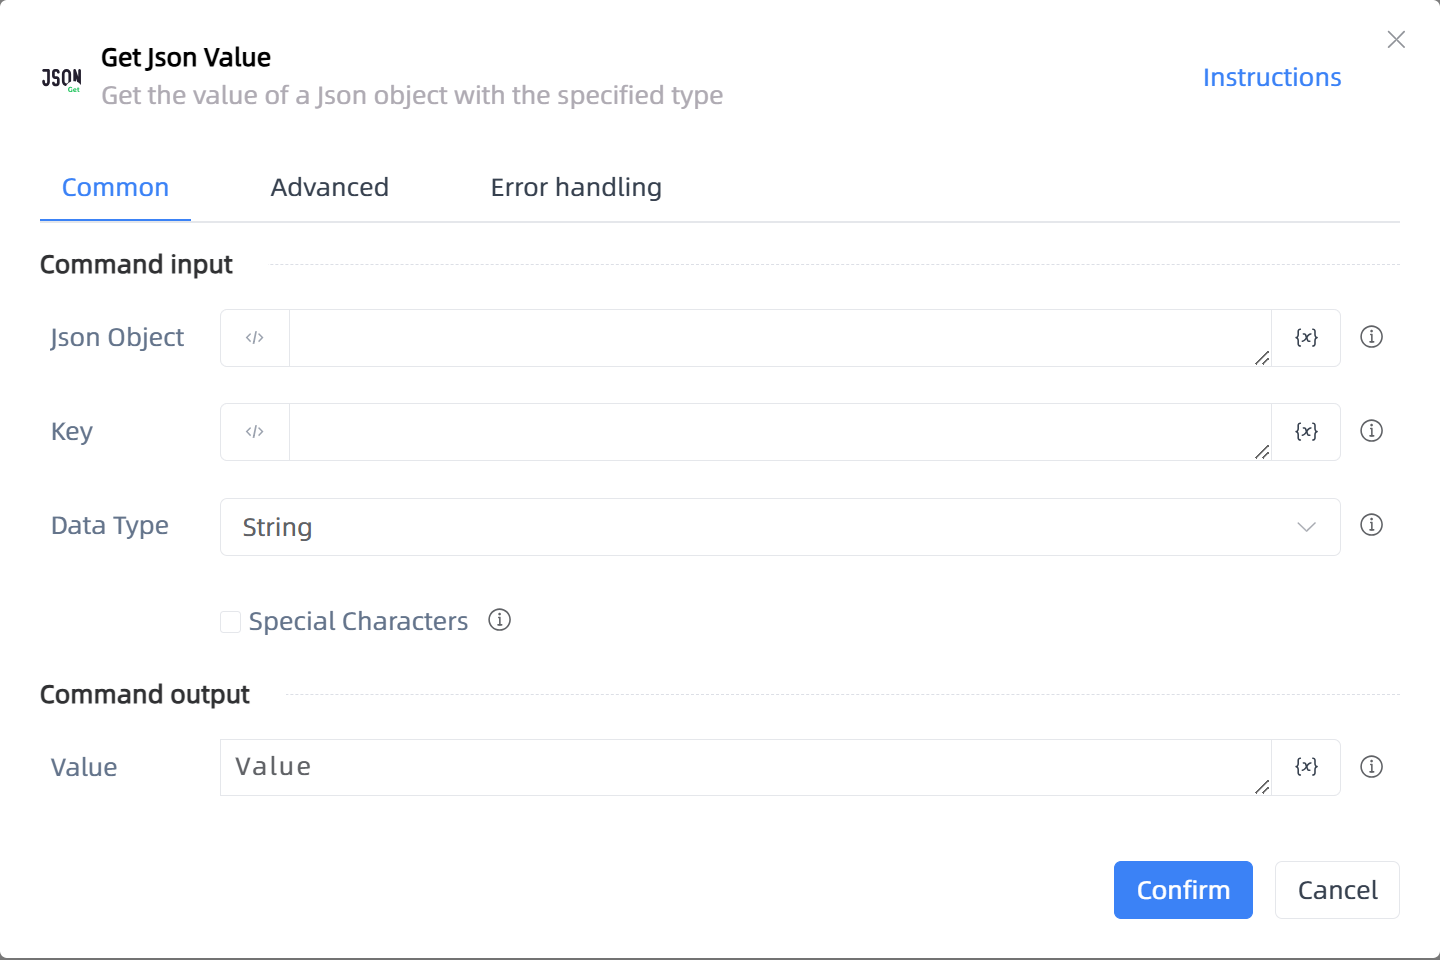 JSON
Get
Get Json Value
Get the value of a Json object with the specified type
Instructions
Common
Advanced
Error handling
Command input
Json Object
</>
{x}
Key
</>
{x}
Data Type
String
Special Characters
Command output
Value
Value
{x}
Confirm
Cancel